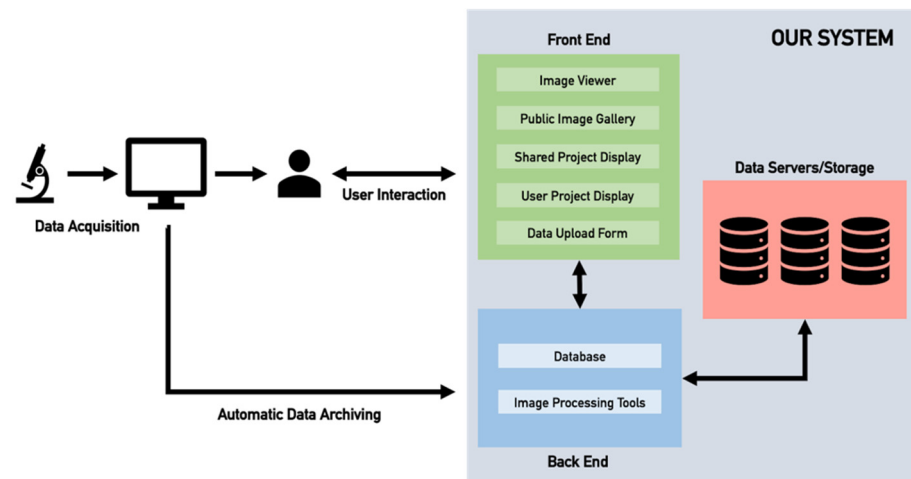 OUR SYSTEM
Front End
Image Viewer
Public Image Gallery
Shared Project Display
User Project Display
Data Upload Form
Data Servers/Storage
User Interaction
Data Acquisition
Database
Image Processing Tools
Automatic Data Archiving
Back End